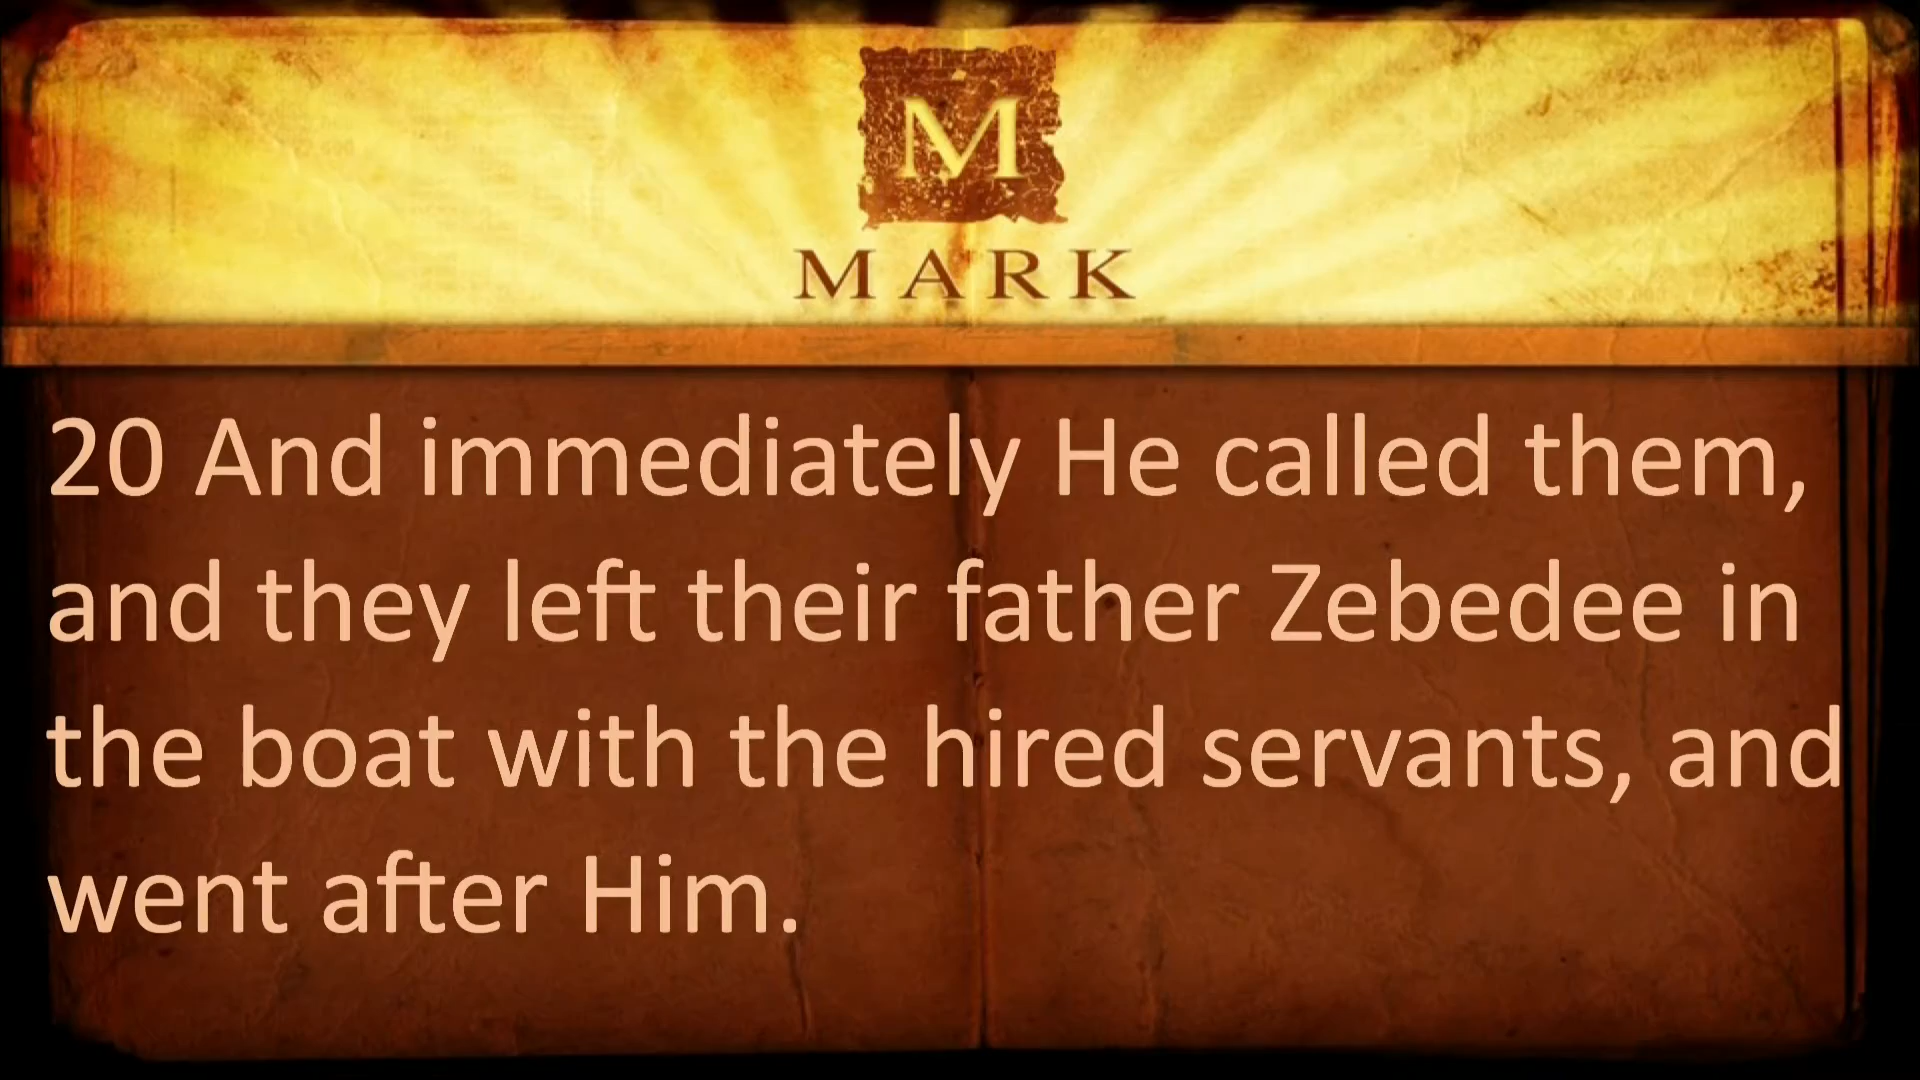 M
MARK
20 And immediately He called them,
and they left their father Zebedee in
the boat with the hired servants, and
went after Him.